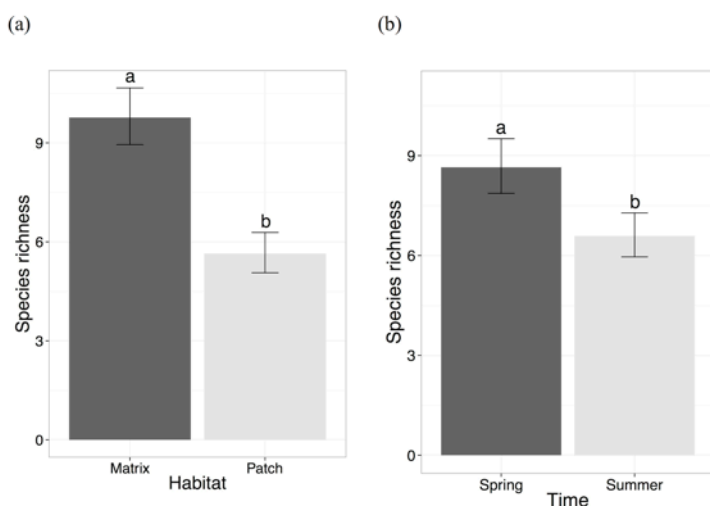 (a)
Species richness
9
6
3
0
a
b
Matrix
Patch
Habitat
(b)
Species richness
9
6
3
0
a
b
Spring
Summer
Time